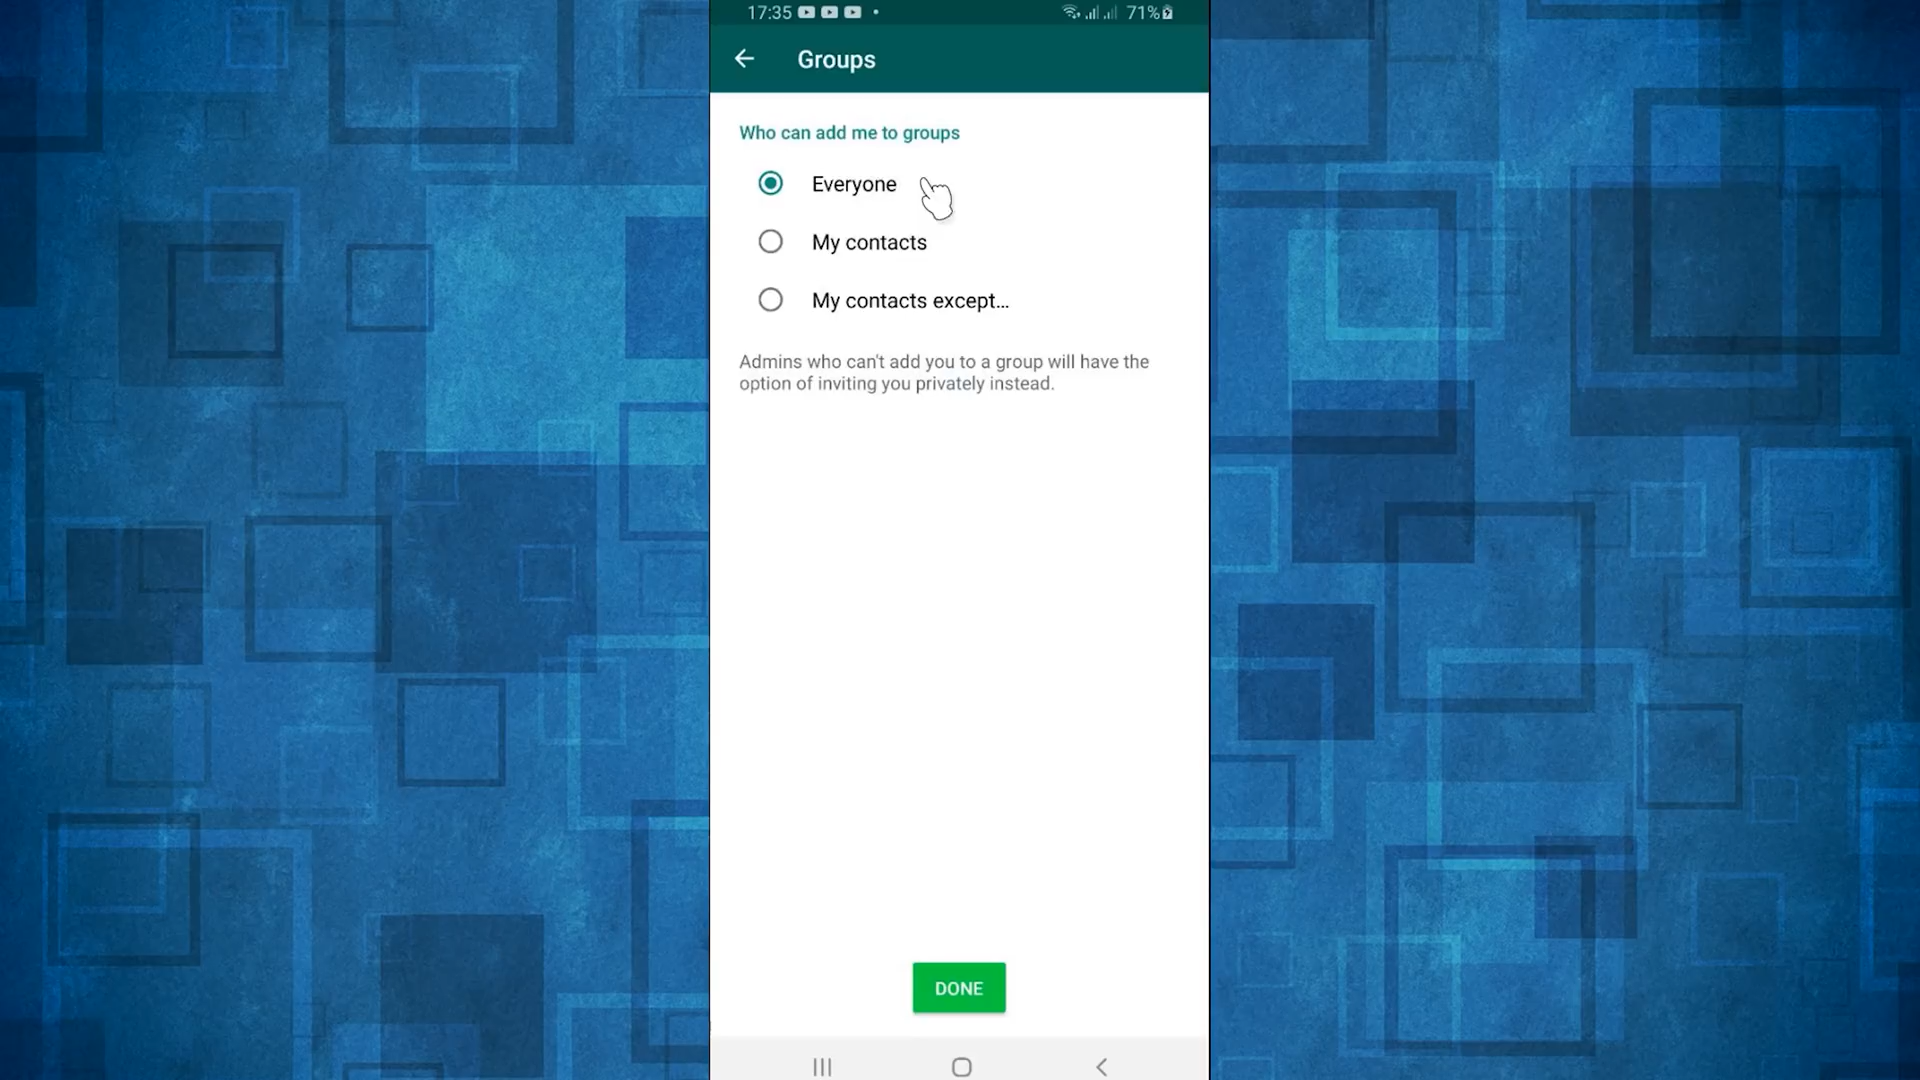 17:35 71%
Groups
Who can add me to groups
Everyone
My contacts
My contacts except...
Admins who can't add you to a group will have the
option of inviting you privately instead.
DONE